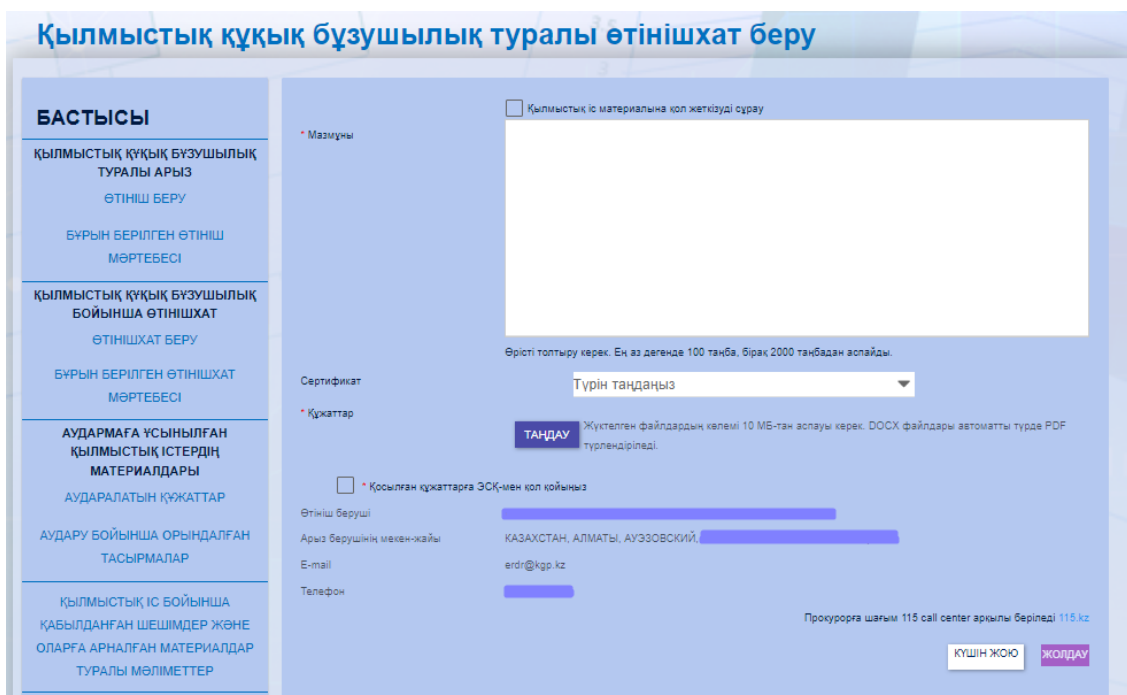 Қылмыстық құқық бұзушылық туралы өтінішхат беру
БАСТЫСЫ
ҚЫЛМЫСТЫҚ ҚҰҚЫҚ БҰЗУШЫЛЫҚ
ТУРАЛЫ АРЫЗ
ӨТІНІШ БЕРУ
БҰРЫН БЕРІЛГЕН ӨТІНІШ
МӘРТЕБЕСІ
ҚЫЛМЫСТЫҚ ҚҰҚЫҚ БҰЗУШЫЛЫҚ
БОЙЫНША ӨТІНІШХАТ
ӨТІНІШХАТ БЕРУ
БҰРЫН БЕРІЛГЕН ӨТІНІШХАТ
МӘРТЕБЕСІ
АУДАРМАҒА ҰСЫНЫЛҒАН
ҚЫЛМЫСТЫҚ ІСТЕРДІҢ
МАТЕРИАЛДАРЫ
АУДАРАЛАТЫН ҚҰЖАТТАР
АУДАРУ БОЙЫНША ОРЫНДАЛҒАН
ТАСЫРМАЛАР
ҚЫЛМЫСТЫҚ ІС БОЙЫНША
ҚАБЫЛДАНҒАН ШЕШІМДЕР ЖӘНЕ
ОЛАРҒА АРНАЛҒАН МАТЕРИАЛДАР
ТУРАЛЫ МӘЛІМЕТТЕР
Қылмыстық іс материалына қол жеткізуді сұрау
* Мазмұны
Өрісті толтыру керек. Ең аз дегенде 100 таңба, бірақ 2000 таңбадан аспайды.
Сертификат Түрін таңдаңыз
* Құжаттар
ТАҢДАУ Жүктелген файлдардың көлемі 10 МБ-тан аспауы керек. DOCX файлдары автоматты түрде PDF
түрлендіріледі.
* Қосылған құжаттарға ЭСҚ-мен қол қойыңыз
Өтініш беруші
Арыз берушінің мекен-жайы КАЗАХСТАН, АЛМАТЫ, АУЭЗОВСКИЙ,
E-mail erdr@kgp.kz
Телефон
Прокурорға шағым 115 call center арқылы беріледі 115.kz
КҮШІН ЖОЮ ЖОЛДАУ